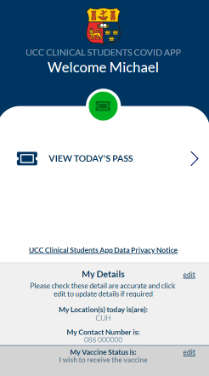 UCC CLINICAL STUDENTS COVID APP
Welcome Michael
VIEW TODAY'S PASS
UCC Clinical Students App Data Privacy Notice
My Details
edit
Please check these detail are accurate and click
edit to update details if required
My Location(s) today is(are):
CUH
My Contact Number is:
086 000000
My Vaccine Status is:
edit
I wish to receive the vaccine